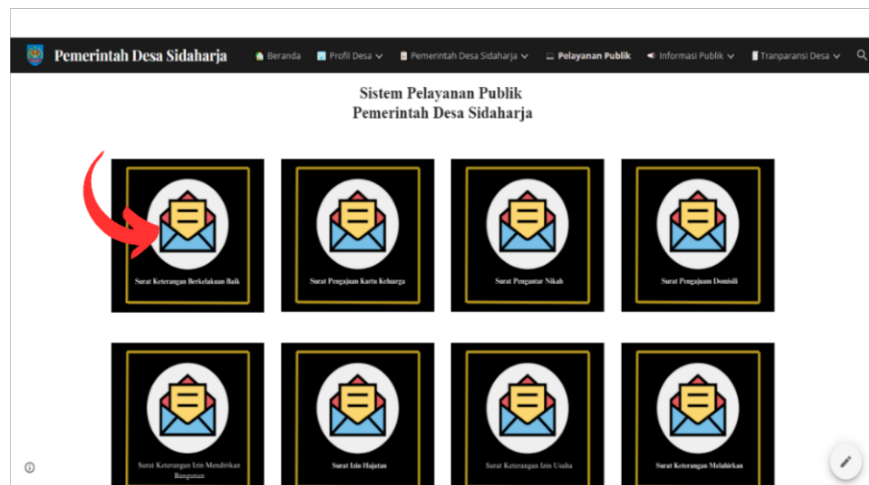 Pemerintah Desa Sidaharja
Beranda
Profil Desa
Pemerintah Desa Sidaharja
Pelayanan Publik
Informasi Publik
Tranparansi Desa
Sistem Pelayanan Publik
Pemerintah Desa Sidaharja
Surat Keterangan Berkelakuan Baik
Surat Pengajuan Kartu Keluarga
Surat Pengantar Nikah
Surat Pengajuam Domisili
Surat Keterangan Izin Mendirikan
Bangunan
Surat Izin Hajatan
Surat Keterangan Izin Usaha
Surat Keterangan Melahirkan